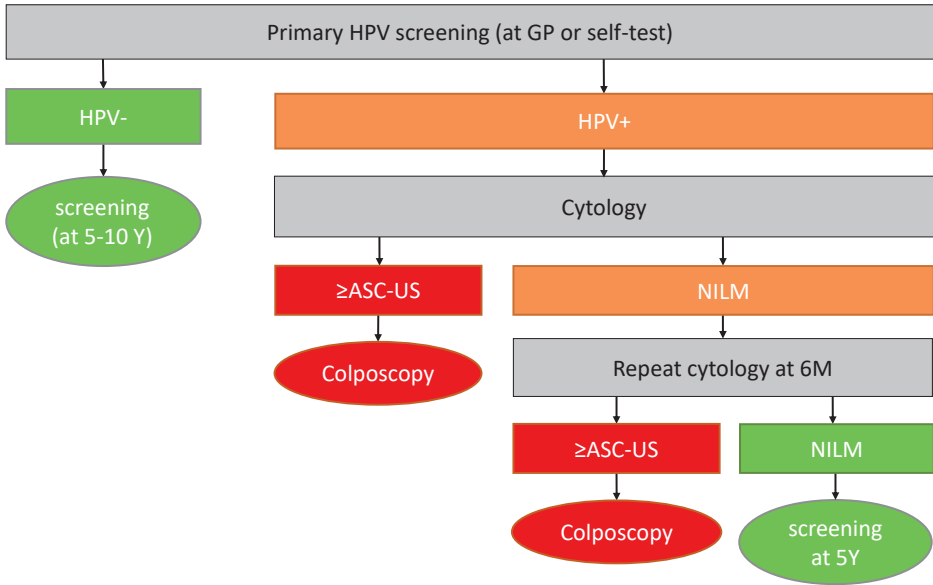 Primary HPV screening (at GP or self-test)
HPV-
HPV+
screening
(at 5-10 Y)
Cytology
≥ASC-US
NILM
Colposcopy
Repeat cytology at 6M
≥ASC-US
NILM
Colposcopy
screening
at 5Y